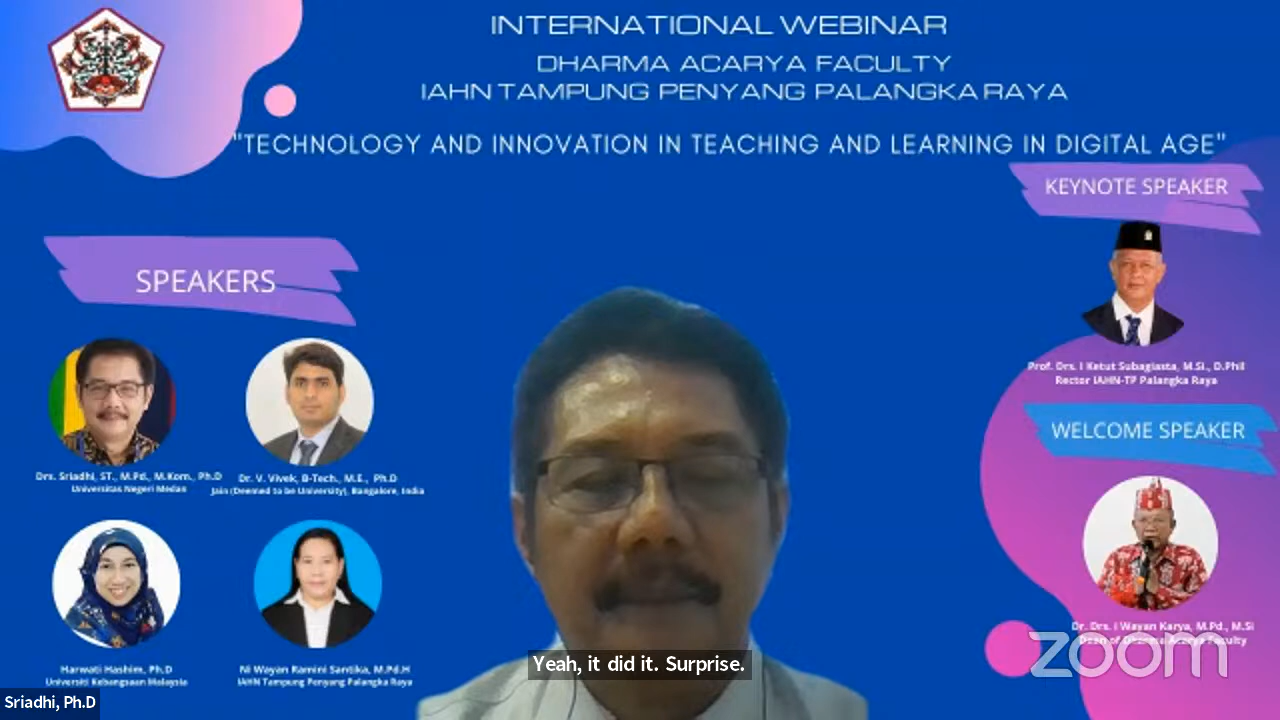 INTERNATIONAL WEBINAR
DHARMA ACARYA FACULTY
IAHN TAMPUNG PENYANG PALANGKA RAYA
"TECHNOLOGY AND INNOVATION IN TEACHING AND LEARNING IN DIGITAL AGE"
KEYNOTE SPEAKER
Prof. Drs. I Ketut Subagiasta, M.Si., D.Phil
Rector IAHN-TP Palangka Raya
WELCOME SPEAKER
Dr. Drs. I Wayan Karya, M.Pd., M.Si
Dean of Dharma Acarya Faculty
SPEAKERS
Drs. Sriadhi, ST., M.Pd., M.Kom., Ph.D
Universitas Negeri Medan
Dr. V. Vivek, B-Tech., M.E., Ph.D
Jain (Deemed to be University), Bangalore, India
Harwati Hashim, Ph.D
Universiti Kebangsaan Malaysia
Ni Wayan Ramini Santika, M.Pd.H
IAHN Tampung Penyang Palangka Raya
Yeah, it did it. Surprise.
Sriadhi, Ph.D
zoom